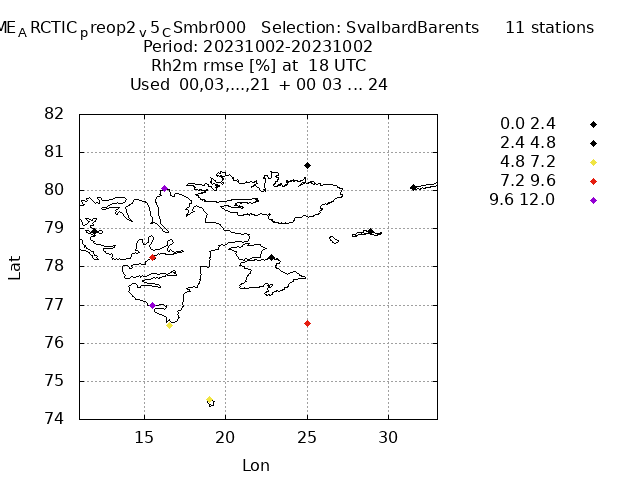 ME_ARCTIC_preop2_v5_CSmbr000 Selection: SvalbardBarents 11 stations
Period: 20231002-20231002
Rh2m rmse [%] at 18 UTC
Used 00,03,...,21 + 00 03 ... 24
82
81
80
79
78
77
76
75
74
15 20 25 30
Lat
Lon
0.0 2.4
2.4 4.8
4.8 7.2
7.2 9.6
9.6 12.0